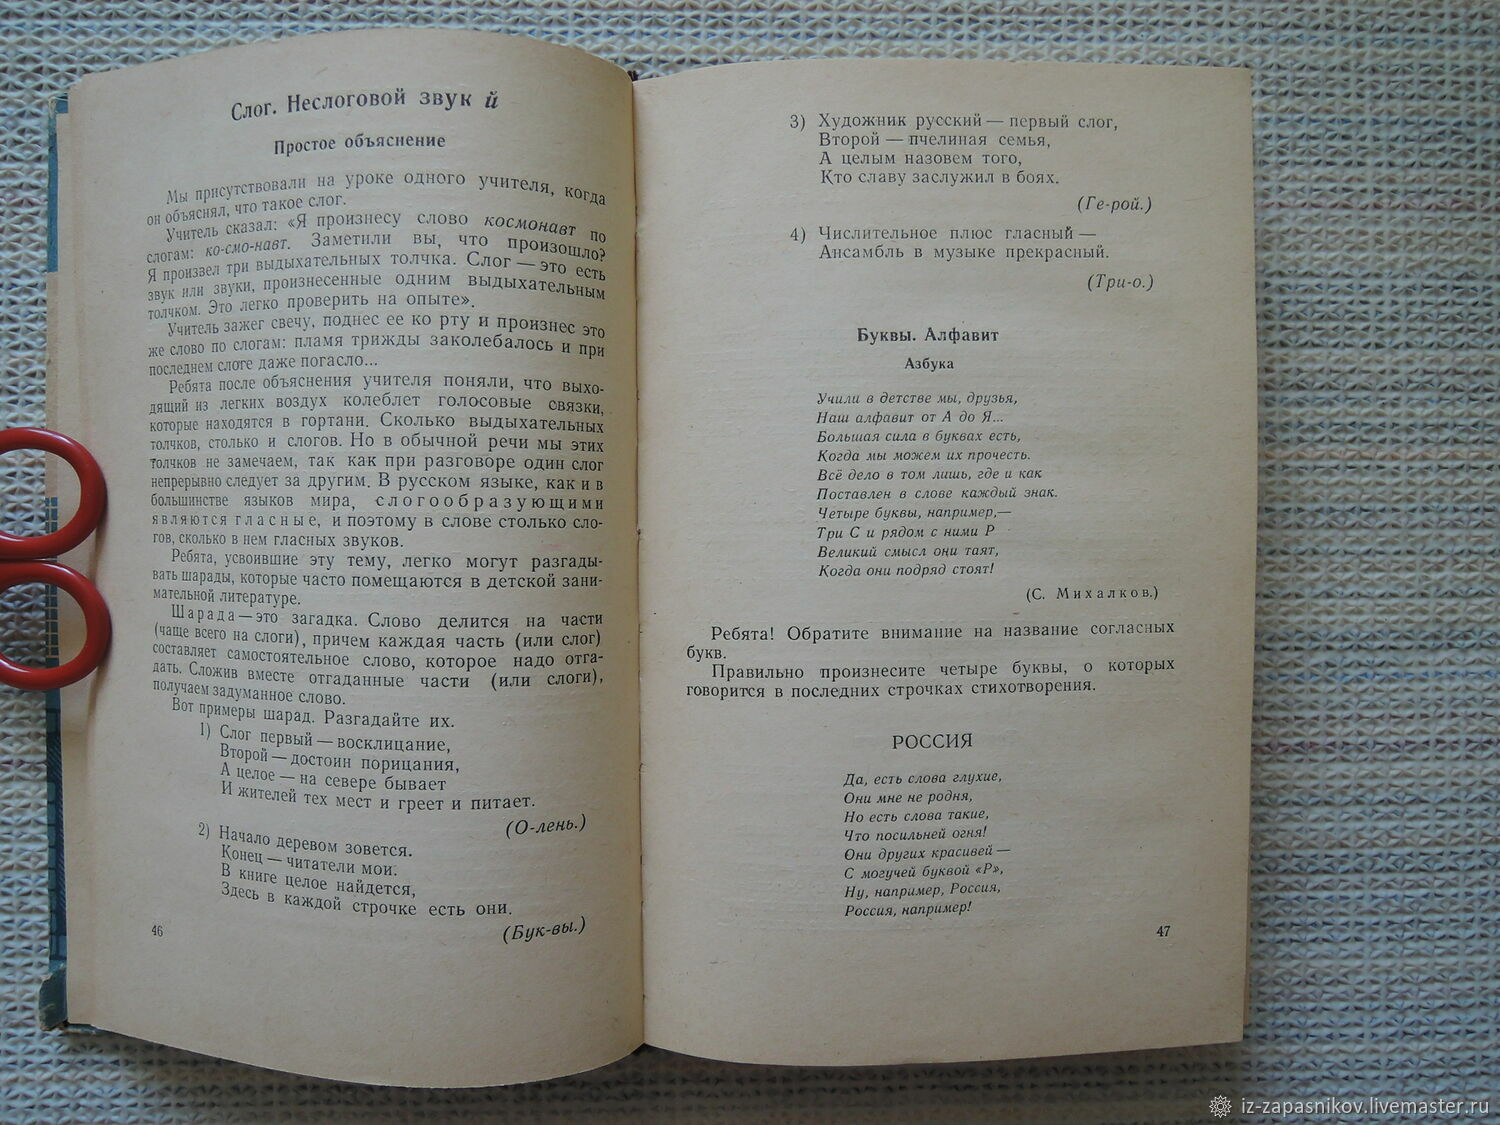 Слог. Неслоговой звук й
Простое объяснение
Мы присутствовали на уроке одного учителя, когда
он объяснял, что такое слог.
Учитель сказал: «Я произнесу слово космонавт по
слогам: ко-смо-навт. Заметили вы, что произошло?
Я произвел три выдыхательных толчка. Слог — это есть
звук или звуки, произнесенные одним выдыхательным
толчком. Это легко проверить на опыте».
Учитель зажег свечу, поднес ее ко рту и произнес это
же слово по слогам: пламя трижды заколебалось и при
последнем слоге даже погасло...
Ребята после объяснения учителя поняли, что выхо-
дящий из легких воздух колеблет голосовые связки,
которые находятся в гортани. Сколько выдыхательных
толчков, столько и слогов. Но в обычной речи мы этих
толчков не замечаем, так как при разговоре один слог
непрерывно следует за другим. В русском языке, как и в
большинстве языков мира, слогообразующими
являются гласные, и поэтому в слове столько сло-
гов, сколько в нем гласных звуков.
Ребята, усвоившие эту тему, легко могут разгады-
вать шарады, которые часто помещаются в детской зани-
мательной литературе.
Шарада — это загадка. Слово делится на части
(чаще всего на слоги), причем каждая часть (или слог)
составляет самостоятельное слово, которое надо отга-
дать. Сложив вместе отгаданные части (или слоги),
получаем задуманное слово.
Вот примеры шарад. Разгадайте их.
1) Слог первый — восклицание,
Второй — достоин порицания,
А целое — на севере бывает
И жителей тех мест и греет и питает.
(О-лень.)
2) Начало деревом зовется.
Конец — читатели мои.
В книге целое найдется,
Здесь в каждой строчке есть они.
(Бук-вы.)
46
3) Художник русский — первый слог,
Второй — пчелиная семья,
А целым назовем того,
Кто славу заслужил в боях.
(Ге-рой.)
4) Числительное плюс гласный —
Ансамбль в музыке прекрасный.
(Три-о.)
Буквы. Алфавит
Азбука
Учили в детстве мы, друзья,
Наш алфавит от А до Я...
Большая сила в буквах есть,
Когда мы можем их прочесть.
Всё дело в том лишь, где и как
Поставлен в слове каждый знак.
Четыре буквы, например,—
Три С и рядом с ними Р
Великий смысл они таят,
Когда они подряд стоят!
(С. Михалков.)
Ребята! Обратите внимание на название согласных
букв.
Правильно произнесите четыре буквы, о которых
говорится в последних строчках стихотворения.
РОССИЯ
Да, есть слова глухие,
Они мне не родня,
Но есть слова такие,
Что посильней огня!
Они других красивей —
С могучей буквой «Р»,
Ну, например, Россия,
Россия, например!
47
iz-zapasnikov.livemaster.ru